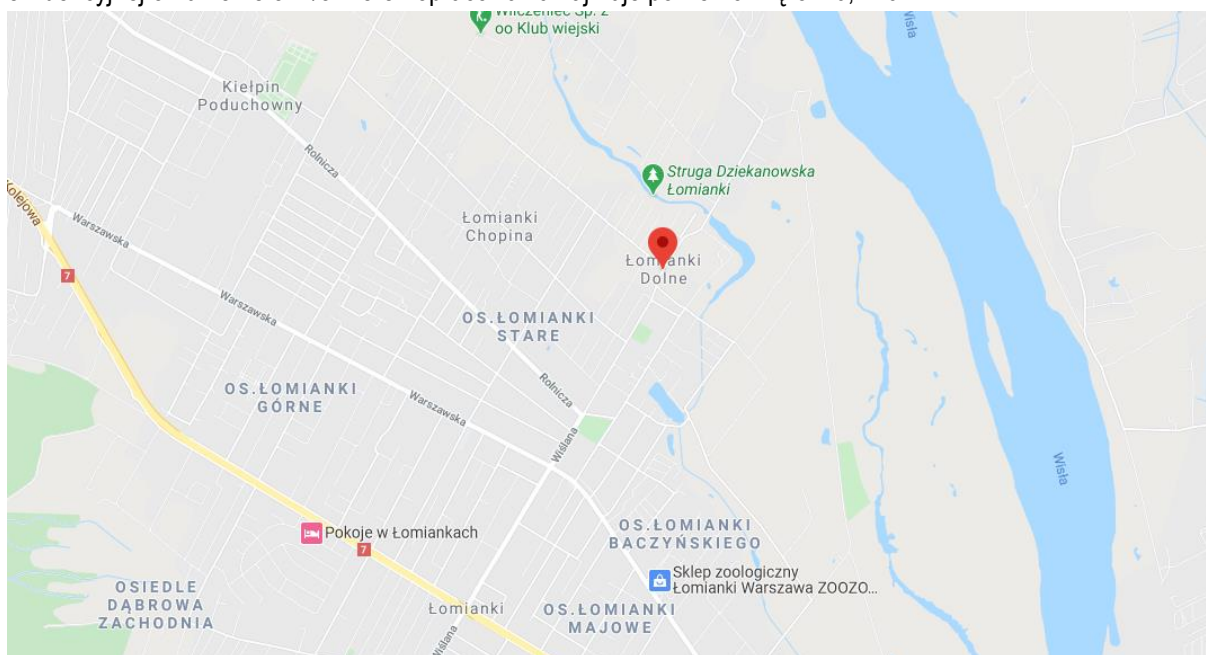 Wilczeniec Sp. z
oo Klub wiejski
Wisła
Kiełpin
Poduchowny
Rolnicza
Struga Dziekanowska
Łomianki
Kolejowa
Warszawska
Łomianki
Chopina
Łomianki
Dolne
7
Warszawska
OS.ŁOMIANKI
STARE
Rolnicza
OS.ŁOMIANKI
GÓRNE
Warszawska
Wiślana
Wisła
Pokoje w Łomiankach
7
OS.ŁOMIANKI
BACZYŃSKIEGO
Sklep zoologiczny
Łomianki Warszawa ZOOZO...
OSIEDLE
DĄBROWA
ZACHODNIA
Łomianki
OS.ŁOMIANKI
MAJOWE
Wiślana